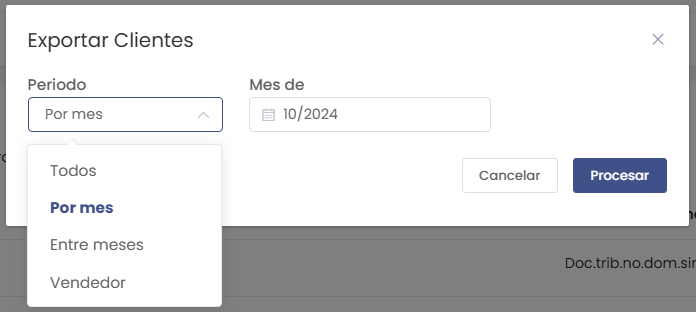 Exportar Clientes
Periodo
Mes de
Por mes
10/2024
Todos
Por mes
Entre meses
Vendedor
Cancelar
Procesar
Doc.trib.no.dom.sin